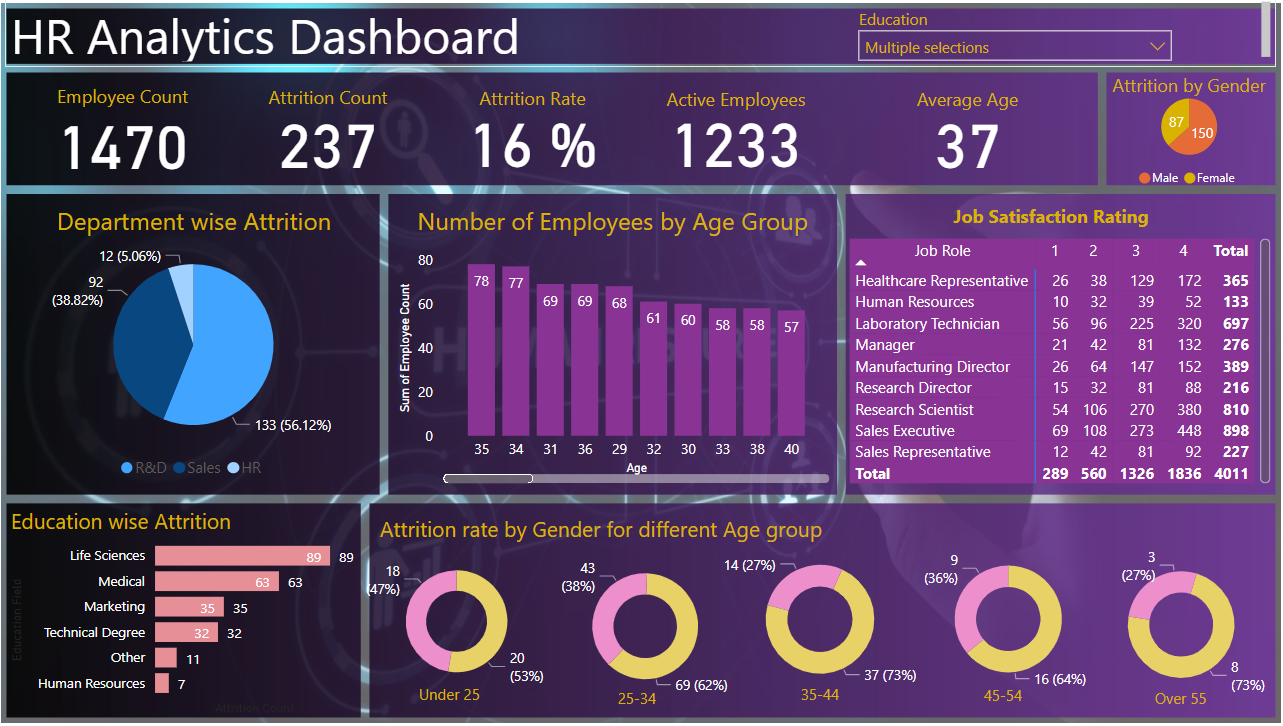 HR Analytics Dashboard
Education
Multiple selections
Employee Count
1470
Attrition Count
237
Attrition Rate
16 %
Active Employees
1233
Average Age
37
Attrition by Gender
87
150
Male Female
Department wise Attrition
12 (5.06%)
92
(38.82%)
133 (56.12%)
R&D Sales HR
Number of Employees by Age Group
Sum of Employee Count
80
60
40
20
0
78 77 69 69 68 61 60 58 58 57
35 34 31 36 29 32 30 33 38 40
Age
Job Satisfaction Rating
Job Role 1 2 3 4 Total
Healthcare Representative 26 38 129 172 365
Human Resources 10 32 39 52 133
Laboratory Technician 56 96 225 320 697
Manager 21 42 81 132 276
Manufacturing Director 26 64 147 152 389
Research Director 15 32 81 88 216
Research Scientist 54 106 270 380 810
Sales Executive 69 108 273 448 898
Sales Representative 12 42 81 92 227
Total 289 560 1326 1836 4011
Education wise Attrition
Education Field
Life Sciences 89 89
Medical 63 63
Marketing 35 35
Technical Degree 32 32
Other 11
Human Resources 7
Attrition Count
Attrition rate by Gender for different Age group
18
(47%)
20
(53%)
Under 25
43
(38%)
69 (62%)
25-34
14 (27%)
37 (73%)
35-44
9
(36%)
16 (64%)
45-54
3
(27%)
8
(73%)
Over 55